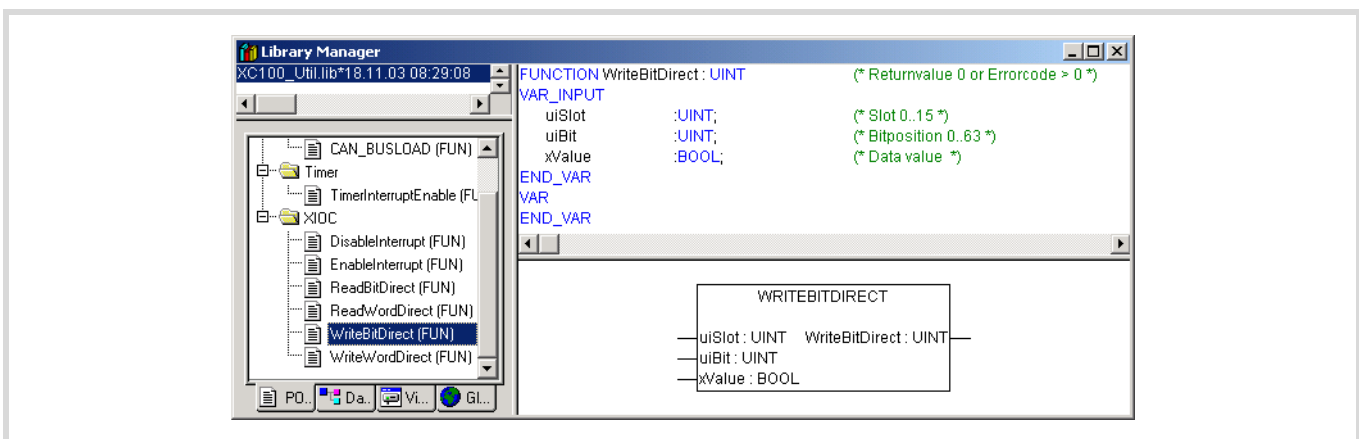 Library Manager
XC100_Util.lib*18.11.03 08:29:08
CAN_BUSLOAD (FUN)
Timer
TimerInterruptEnable (FU
XIOC
DisableInterrupt (FUN)
EnableInterrupt (FUN)
ReadBitDirect (FUN)
ReadWordDirect (FUN)
WriteBitDirect (FUN)
WriteWordDirect (FUN)
PO.. Da.. Vi... Gl...
FUNCTION WriteBitDirect : UINT (* Returnvalue 0 or Errorcode > 0 *)
VAR_INPUT
uiSlot :UINT; (* Slot 0..15 *)
uiBit :UINT; (* Bitposition 0..63 *)
xValue :BOOL; (* Data value *)
END_VAR
VAR
END_VAR
WRITEBITDIRECT
uiSlot : UINT WriteBitDirect : UINT
uiBit : UINT
xValue : BOOL